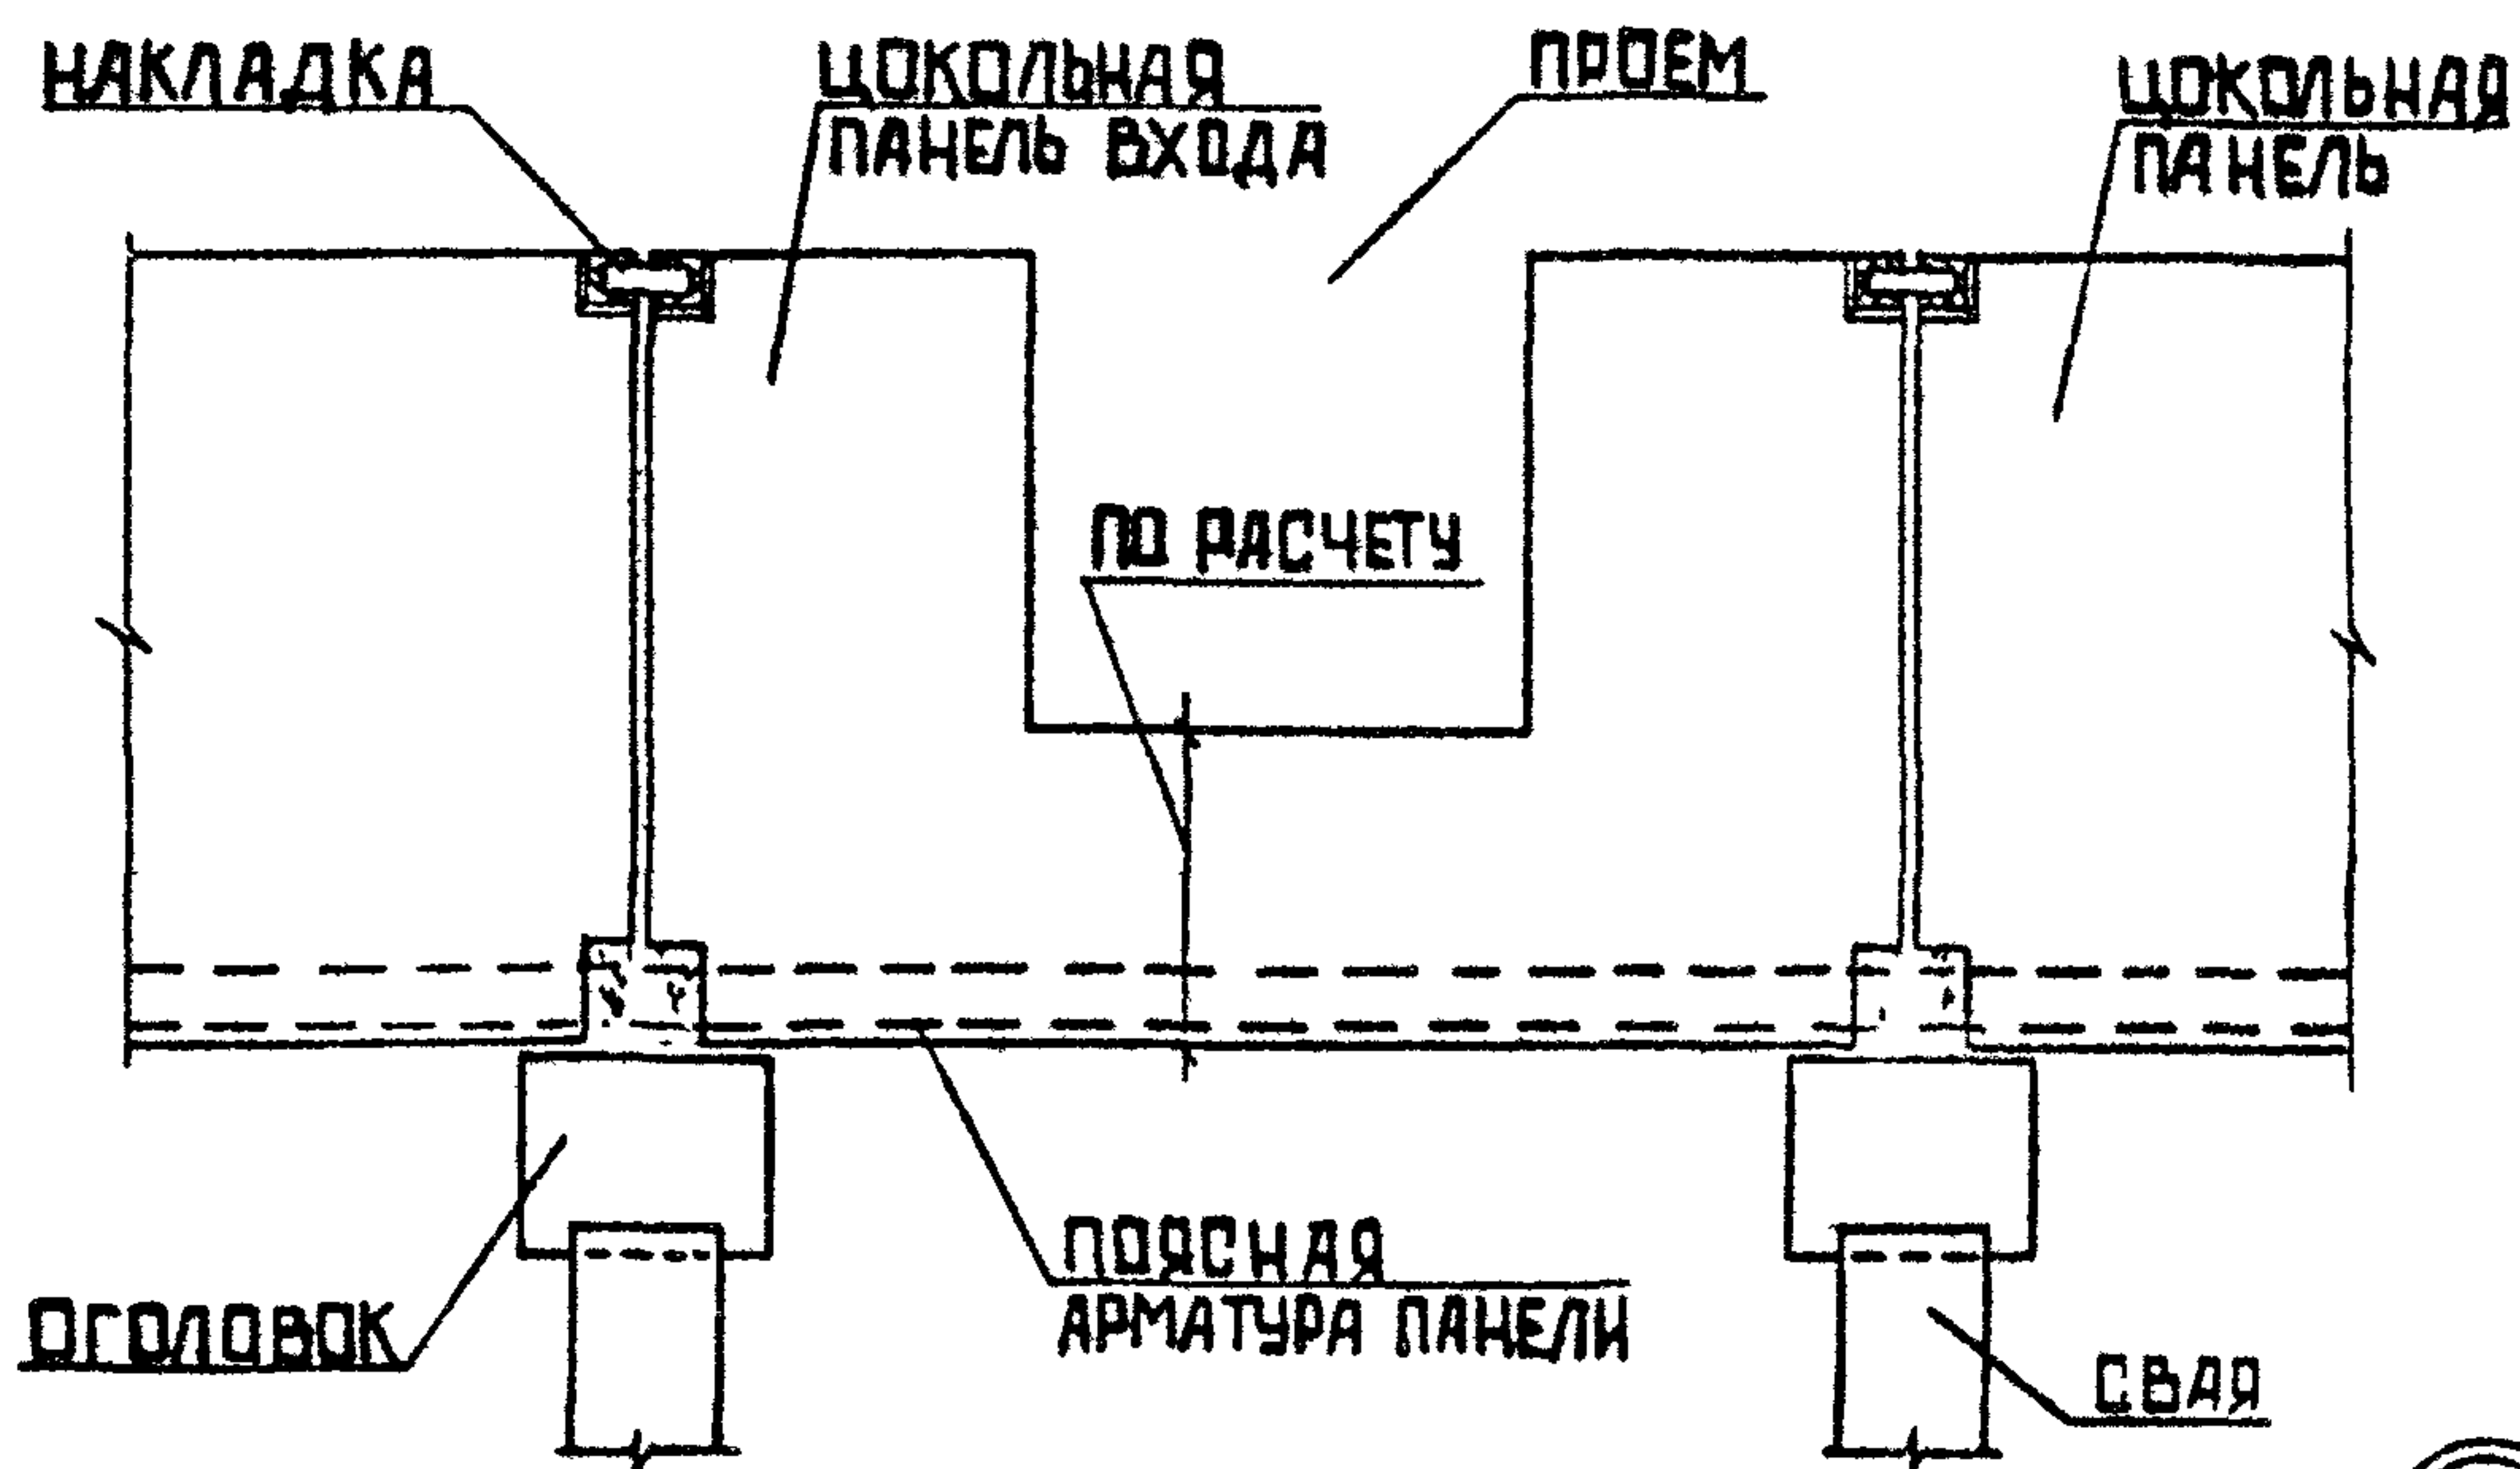 НАКЛАДКА
ЦОКОЛЬНАЯ
ПАНЕЛЬ ВХОДА
ПРОЕМ
ЦОКОЛЬНАЯ
ПАНЕЛЬ
ПО РАСЧЕТУ
ПОЯСНАЯ
АРМАТУРА ПАНЕЛИ
ОГОЛОВОК
СВАЯ